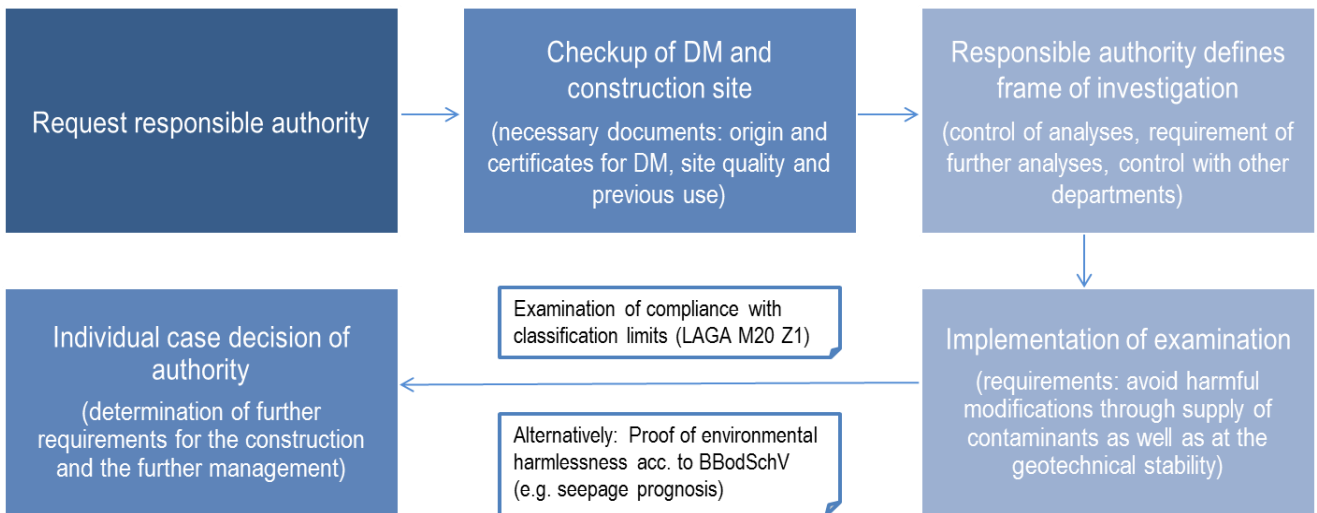 Request responsible authority
Checkup of DM and
construction site
(necessary documents: origin and
certificates for DM, site quality and
previous use)
Responsible authority defines
frame of investigation
(control of analyses, requirement of
further analyses, control with other
departments)
Implementation of examination
(requirements: avoid harmful
modifications through supply of
contaminants as well as at the
geotechnical stability)
Examination of compliance with
classification limits (LAGA M20 Z1)
Alternatively: Proof of environmental
harmlessness acc. to BBodSchV
(e.g. seepage prognosis)
Individual case decision of
authority
(determination of further
requirements for the construction
and the further management)